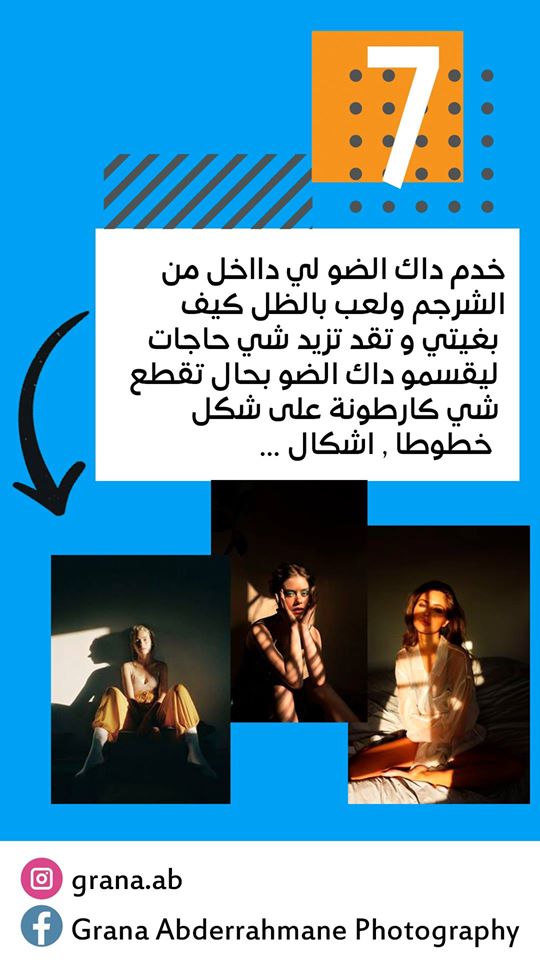 7
خدم داك الضو لي دااخل من
الشرجم ولعب بالظل كيف
بغيتي و تقد تزيد شي حاجات
ليقسمو داك الضو بحال تقطع
شي كارطونة على شكل
خطوطا , اشكال ...
grana.ab
Grana Abderrahmane Photography